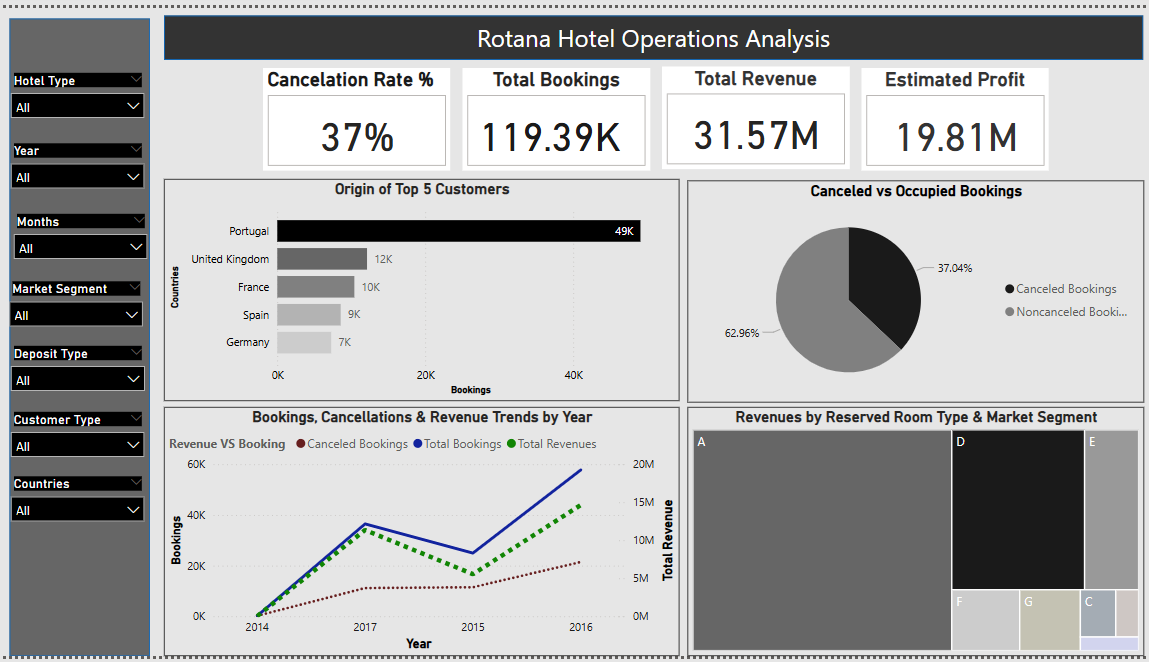 Rotana Hotel Operations Analysis
Hotel Type
All
Year
All
Months
All
Market Segment
All
Deposit Type
All
Customer Type
All
Countries
All
Cancelation Rate %
37%
Total Bookings
119.39K
Total Revenue
31.57M
Estimated Profit
19.81M
Origin of Top 5 Customers
Countries
Portugal 49K
United Kingdom 12K
France 10K
Spain 9K
Germany 7K
0K 20K 40K
Bookings
Canceled vs Occupied Bookings
37.04%
62.96%
Canceled Bookings
Noncanceled Booki...
Bookings, Cancellations & Revenue Trends by Year
Revenue VS Booking Canceled Bookings Total Bookings Total Revenues
Bookings
60K
40K
20K
0K
20M
15M
10M
5M
0M
Total Revenue
2014 2017 2015 2016
Year
Revenues by Reserved Room Type & Market Segment
A
D
E
F
G
C